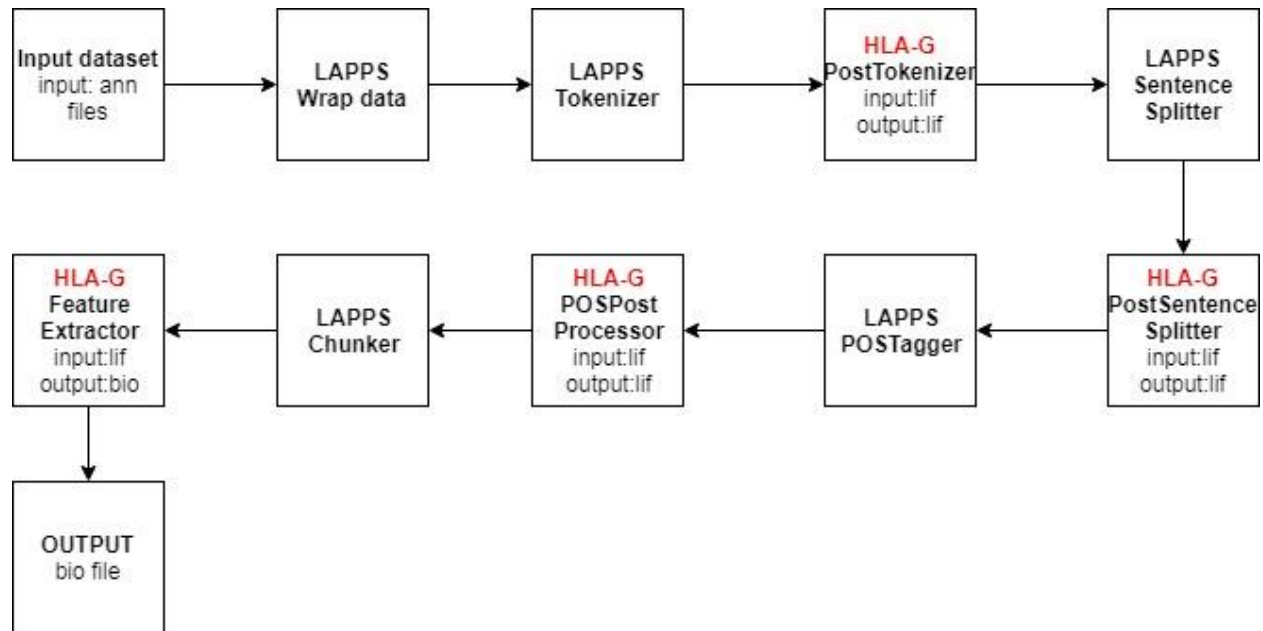 Input dataset
input: ann
files
LAPPS
Wrap data
LAPPS
Tokenizer
HLA-G
PostTokenizer
input:lif
output:lif
LAPPS
Sentence
Splitter
HLA-G
PostSentence
Splitter
input:lif
output:lif
LAPPS
POSTagger
HLA-G
POSPost
Processor
input:lif
output:lif
LAPPS
Chunker
HLA-G
Feature
Extractor
input:lif
output:bio
OUTPUT
bio file